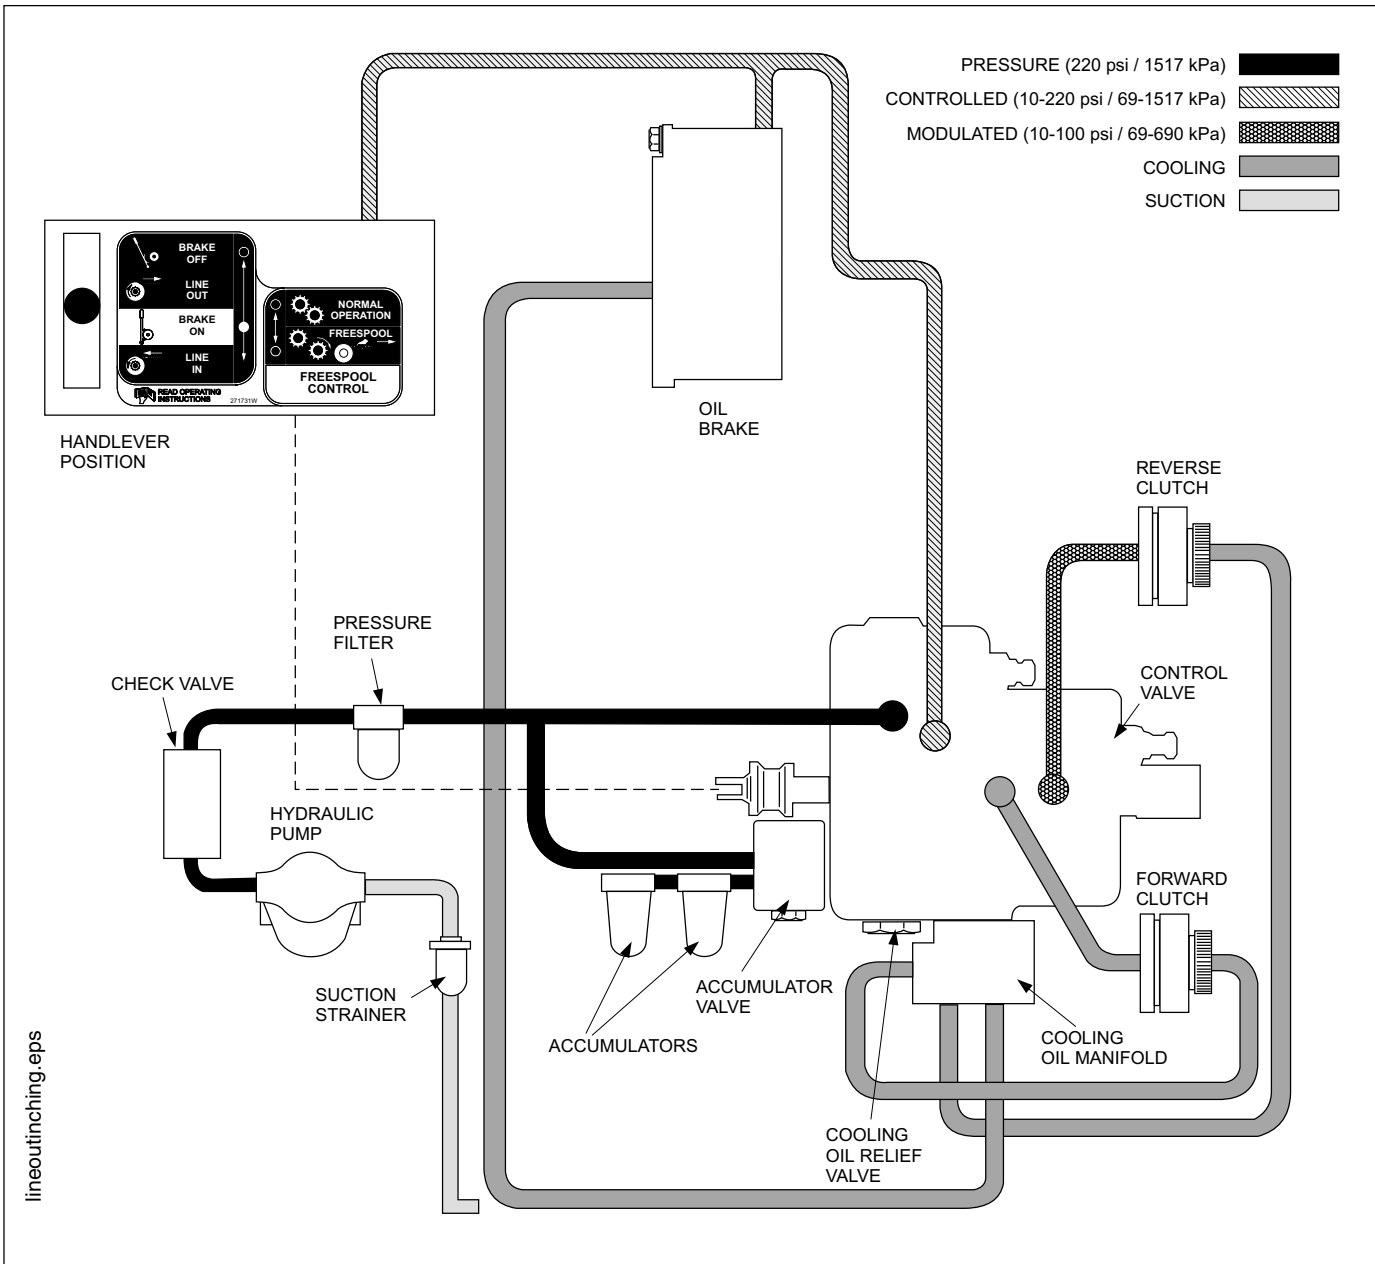 PRESSURE (220 psi / 1517 kPa)
CONTROLLED (10-220 psi / 69-1517 kPa)
MODULATED (10-100 psi / 69-690 kPa)
COOLING
SUCTION
BRAKE
OFF
LINE
OUT
BRAKE
ON
LINE
IN
READ OPERATING
INSTRUCTIONS
271731W
NORMAL
OPERATION
FREESPOOL
FREESPOOL
CONTROL
HANDLEVER
POSITION
OIL
BRAKE
REVERSE
CLUTCH
PRESSURE
FILTER
CHECK VALVE
CONTROL
VALVE
HYDRAULIC
PUMP
FORWARD
CLUTCH
SUCTION
STRAINER
ACCUMULATOR
VALVE
ACCUMULATORS
COOLING
OIL MANIFOLD
COOLING
OIL RELIEF
VALVE
lineoutinching.eps